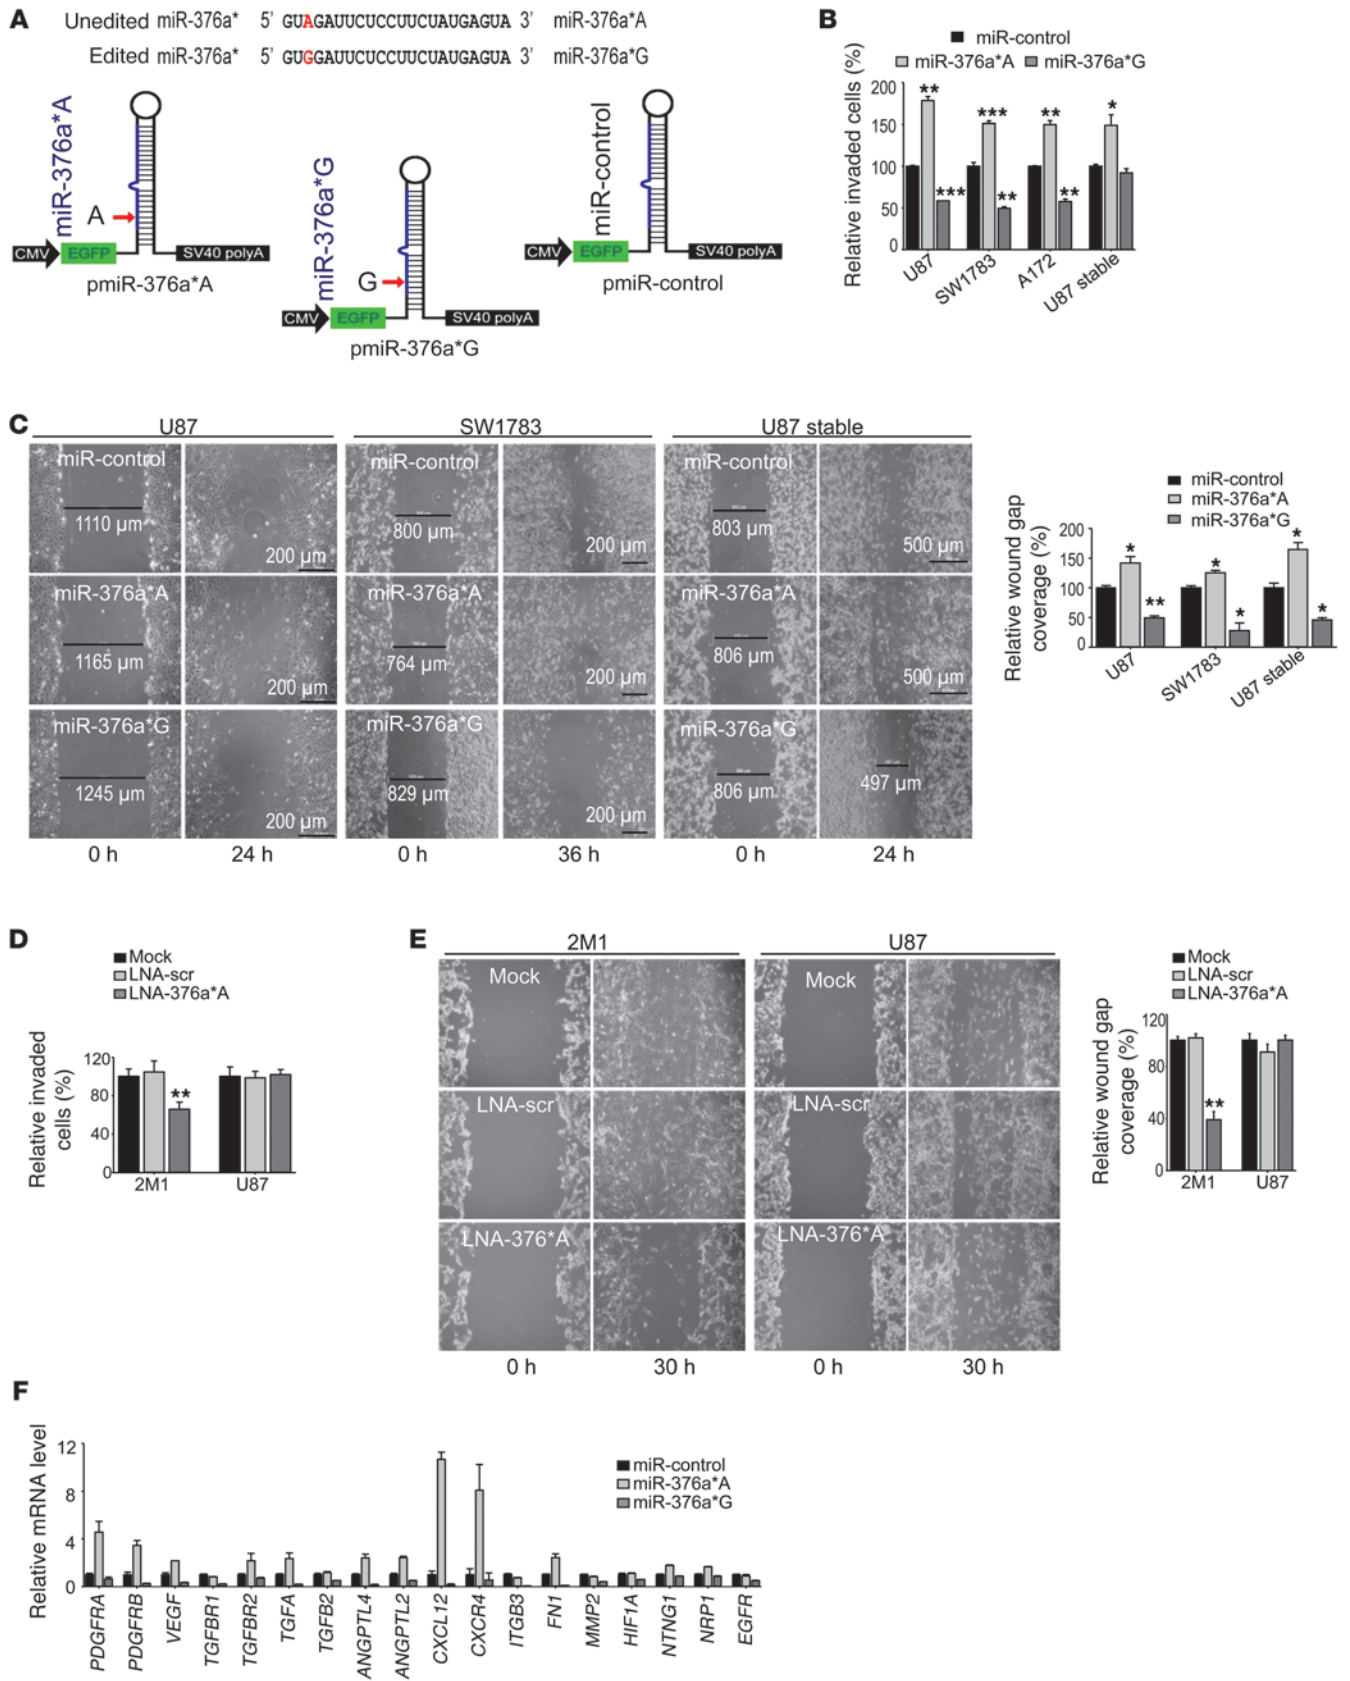 A
Unedited miR-376a* 5' GUAGAUUCUCCUUCUAUGAGUA 3' miR-376a*A
Edited miR-376a* 5' GUGGAUUCUCCUUCUAUGAGUA 3' miR-376a*G
miR-376a*A
A
CMV EGFP SV40 polyA
pmiR-376a*A
miR-376a*G
G
CMV EGFP SV40 polyA
pmiR-376a*G
miR-control
CMV EGFP SV40 polyA
pmiR-control
B
miR-control
miR-376a*A miR-376a*G
Relative invaded cells (%)
200
150
100
50
0
** *** *** ** ** ** *
U87 SW1783 A172 U87 stable
C
U87 SW1783 U87 stable
miR-control miR-control miR-control
1110 µm 800 µm 803 µm
200 µm 200 µm 500 µm
miR-376a*A miR-376a*A miR-376a*A
1165 µm 764 µm 806 µm
200 µm 200 µm 500 µm
miR-376a*G miR-376a*G miR-376a*G
1245 µm 829 µm 806 µm 497 µm
200 µm 200 µm
0 h 24 h 0 h 36 h 0 h 24 h
miR-control
miR-376a*A
miR-376a*G
Relative wound gap
coverage (%)
200
150
100
50
0
* ** * * * *
U87 SW1783 U87 stable
D
Mock
LNA-scr
LNA-376a*A
Relative invaded
cells (%)
120
80
40
0
**
2M1 U87
E
2M1 U87
Mock Mock
LNA-scr LNA-scr
LNA-376*A LNA-376*A
0 h 30 h 0 h 30 h
Mock
LNA-scr
LNA-376a*A
Relative wound gap
coverage (%)
120
80
40
0
**
2M1 U87
F
Relative mRNA level
12
8
4
0
miR-control
miR-376a*A
miR-376a*G
PDGFRA PDGFRB VEGF TGFBR1 TGFBR2 TGFA TGFB2 ANGPTL4 ANGPTL2 CXCL12 CXCR4 ITGB3 FN1 MMP2 HIF1A NTNG1 NRP1 EGFR